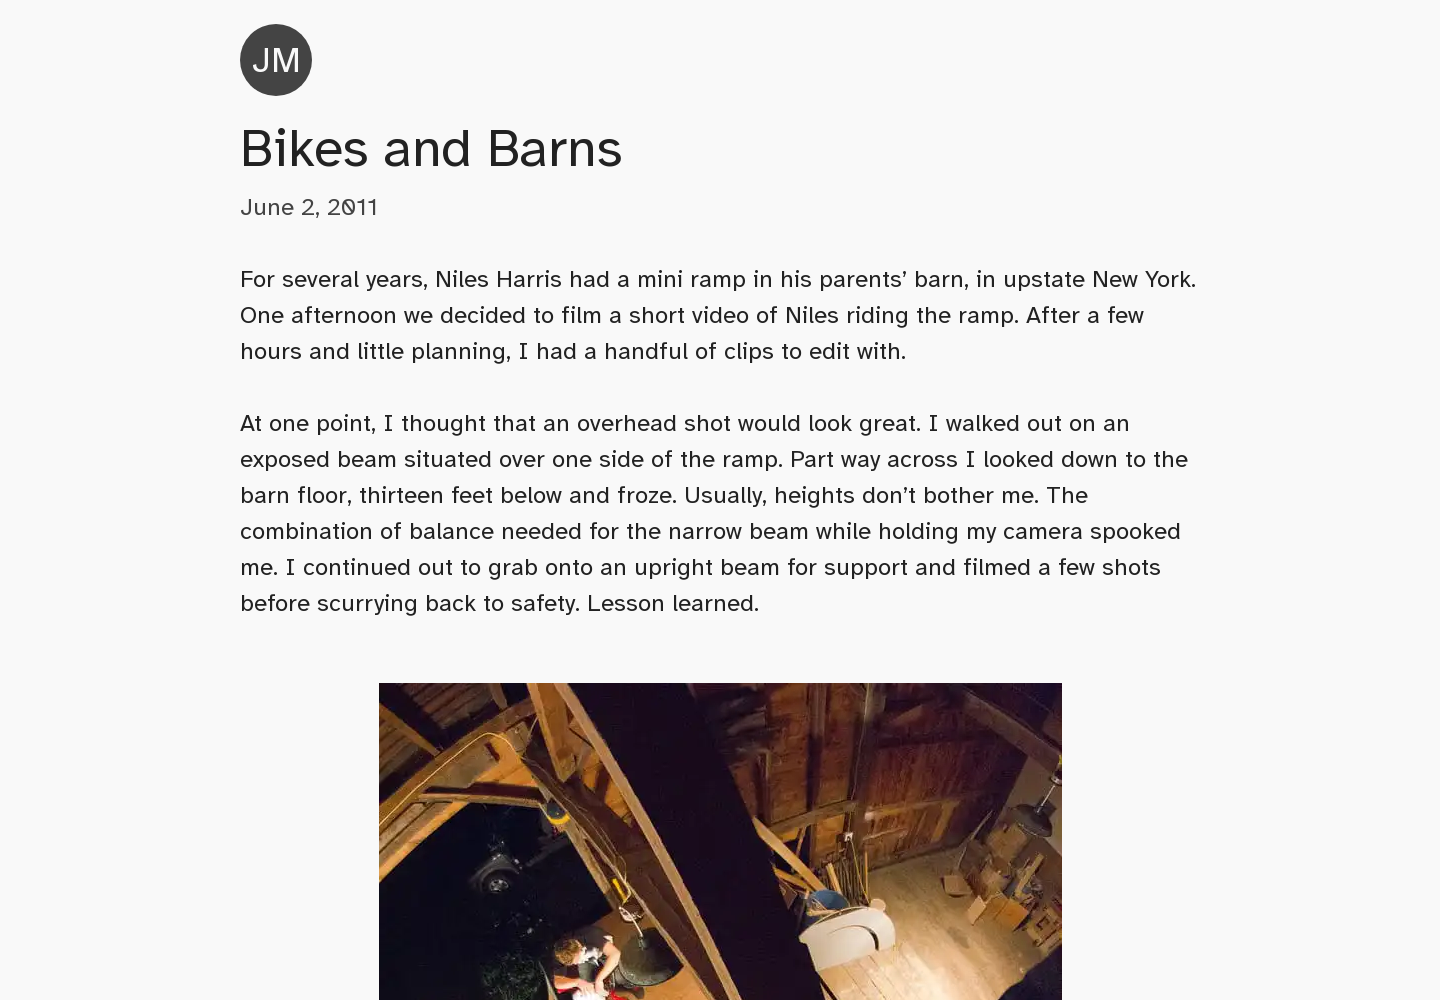 JM
Bikes and Barns
June 2, 2011
For several years, Niles Harris had a mini ramp in his parents’ barn, in upstate New York.
One afternoon we decided to film a short video of Niles riding the ramp. After a few
hours and little planning, I had a handful of clips to edit with.
At one point, I thought that an overhead shot would look great. I walked out on an
exposed beam situated over one side of the ramp. Part way across I looked down to the
barn floor, thirteen feet below and froze. Usually, heights don’t bother me. The
combination of balance needed for the narrow beam while holding my camera spooked
me. I continued out to grab onto an upright beam for support and filmed a few shots
before scurrying back to safety. Lesson learned.